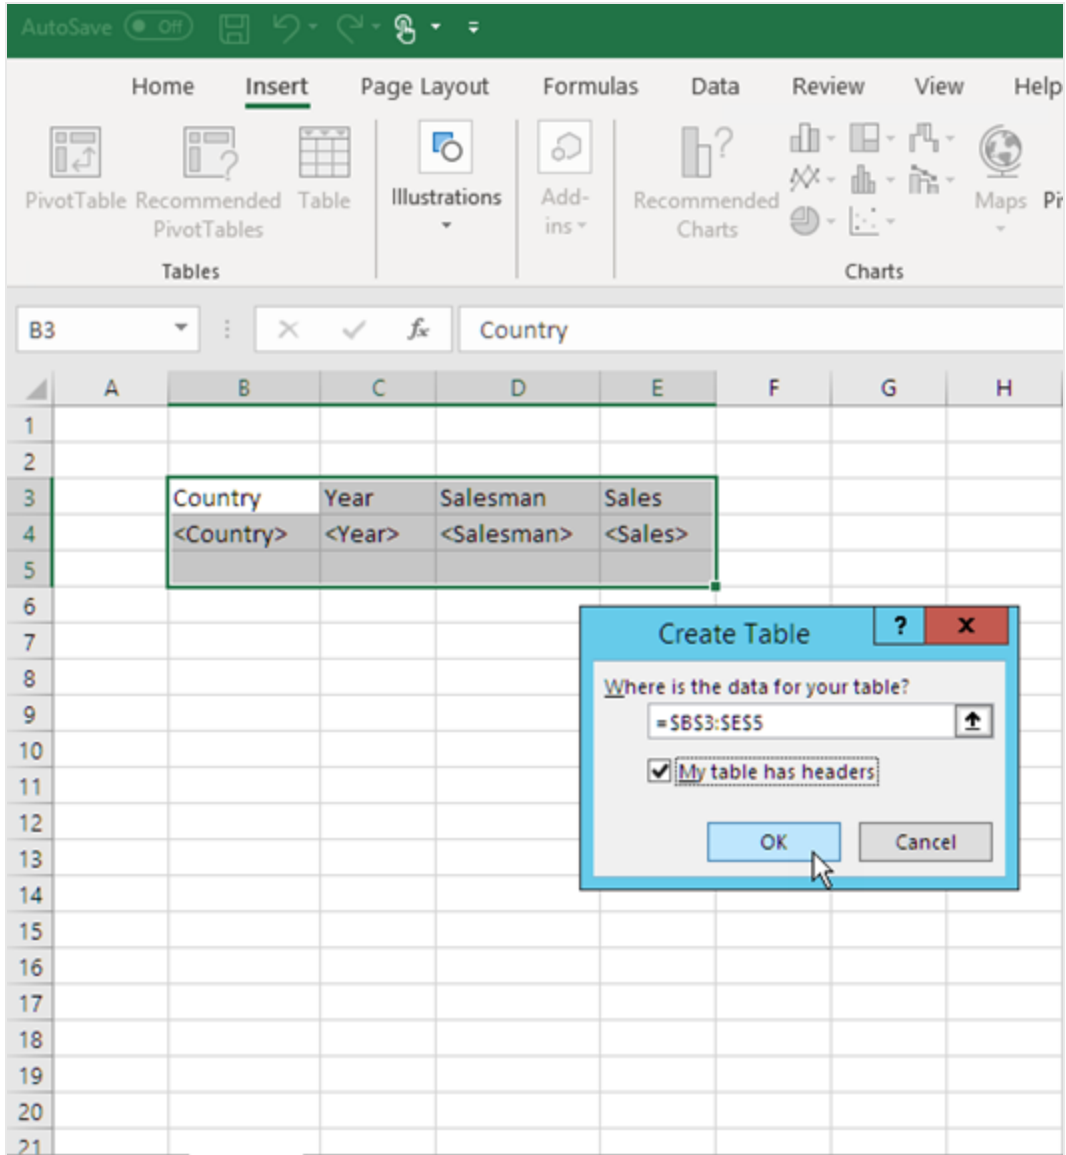 AutoSave Off
Home Insert Page Layout Formulas Data Review View Help
PivotTable Recommended PivotTables Table Illustrations Add-ins Recommended Charts Maps
Tables Charts
B3 fx Country
A B C D E F G H
1
2
3 Country Year Salesman Sales
4 <Country> <Year> <Salesman> <Sales>
5
6
7 Create Table ? x
8 Where is the data for your table?
9 =$B$3:$E$5
10
11 My table has headers
12
13 OK Cancel
14
15
16
17
18
19
20
21